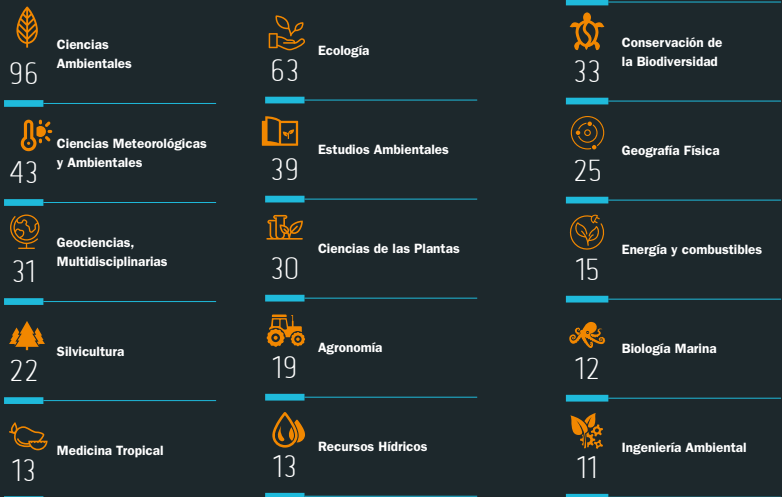 Ciencias
Ambientales
96
Ecología
63
Conservación de
la Biodiversidad
33
Ciencias Meteorológicas
y Ambientales
43
Estudios Ambientales
39
Geografía Física
25
Geociencias,
Multidisciplinarias
31
Ciencias de las Plantas
30
Energía y combustibles
15
Silvicultura
22
Agronomía
19
Biología Marina
12
Medicina Tropical
13
Recursos Hídricos
13
Ingeniería Ambiental
11